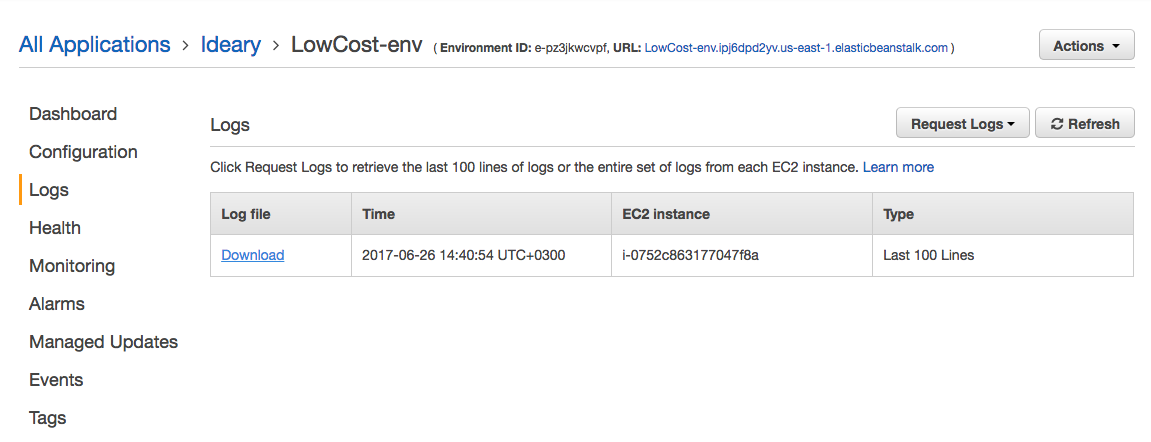 All Applications > Ideary > LowCost-env ( Environment ID: e-pz3jkwcvpf, URL: LowCost-env.ipj6dpd2yv.us-east-1.elasticbeanstalk.com )
Actions
Dashboard
Configuration
Logs
Health
Monitoring
Alarms
Managed Updates
Events
Tags
Logs
Request Logs
Refresh
Click Request Logs to retrieve the last 100 lines of logs or the entire set of logs from each EC2 instance. Learn more
Log file Time EC2 instance Type
Download 2017-06-26 14:40:54 UTC+0300 i-0752c863177047f8a Last 100 Lines